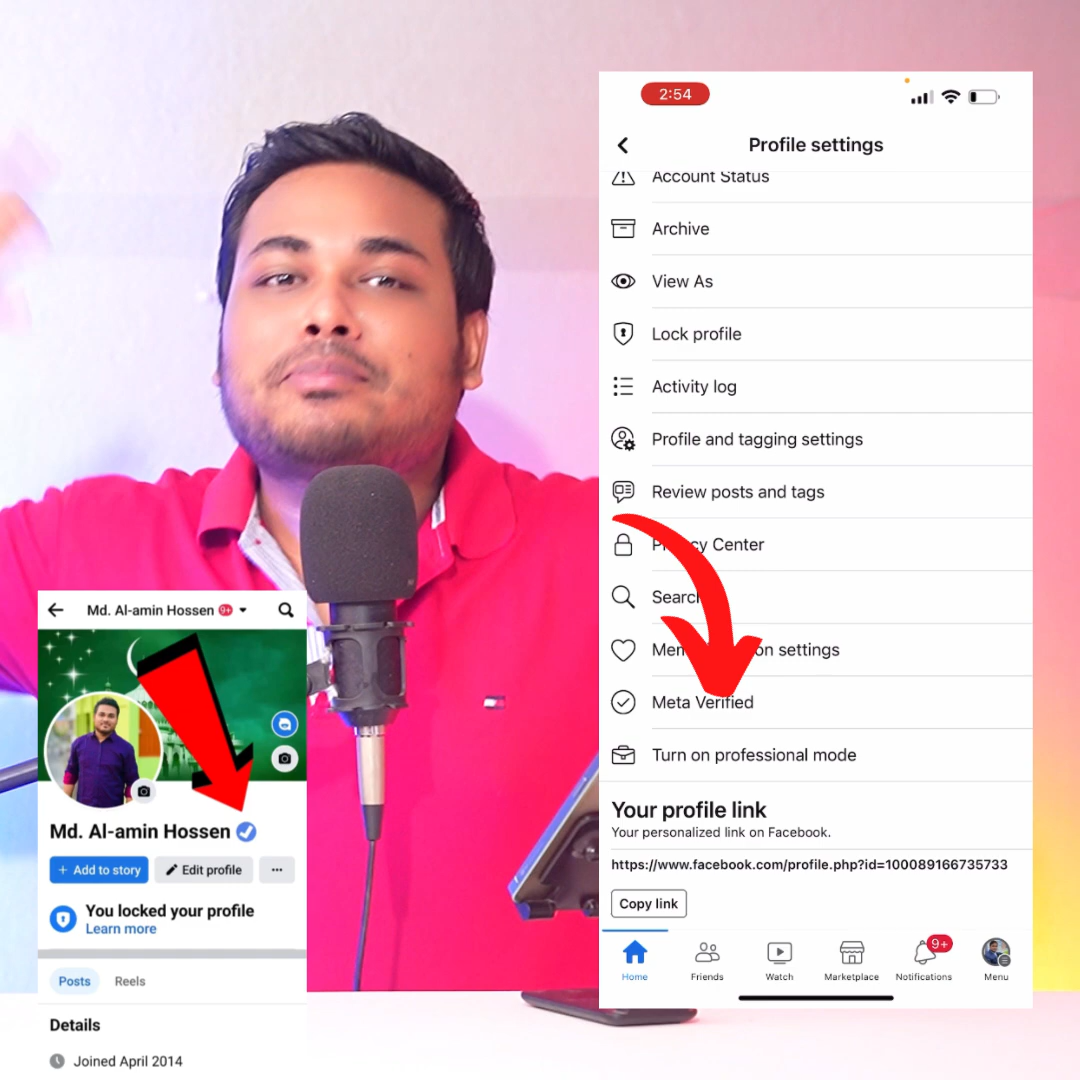 2:54
Profile settings
Account Status
Archive
View As
Lock profile
Activity log
Profile and tagging settings
Review posts and tags
Center
Meta Verified
Turn on professional mode
Your profile link
Your personalized link on Facebook.
https://www.facebook.com/profile.php?id=100089166735733
Copy link
Home
Friends
Watch
Marketplace
9+
Notifications
Menu
on settings
Md. Al-amin Hossen 9+
Md. Al-amin Hossen
+ Add to story
Edit profile
You locked your profile
Learn more
Posts
Reels
Details
Joined April 2014